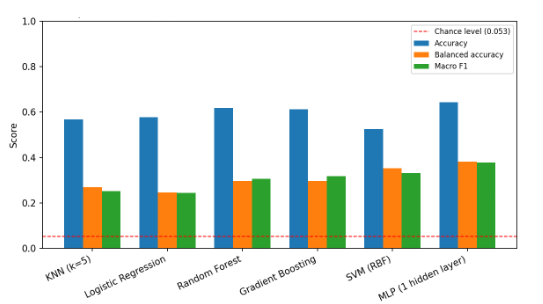 1.0
0.8
0.6
0.4
0.2
0.0
Score
Chance level (0.053)
Accuracy
Balanced accuracy
Macro F1
KNN (k=5)
Logistic Regression
Random Forest
Gradient Boosting
SVM (RBF)
MLP (1 hidden layer)